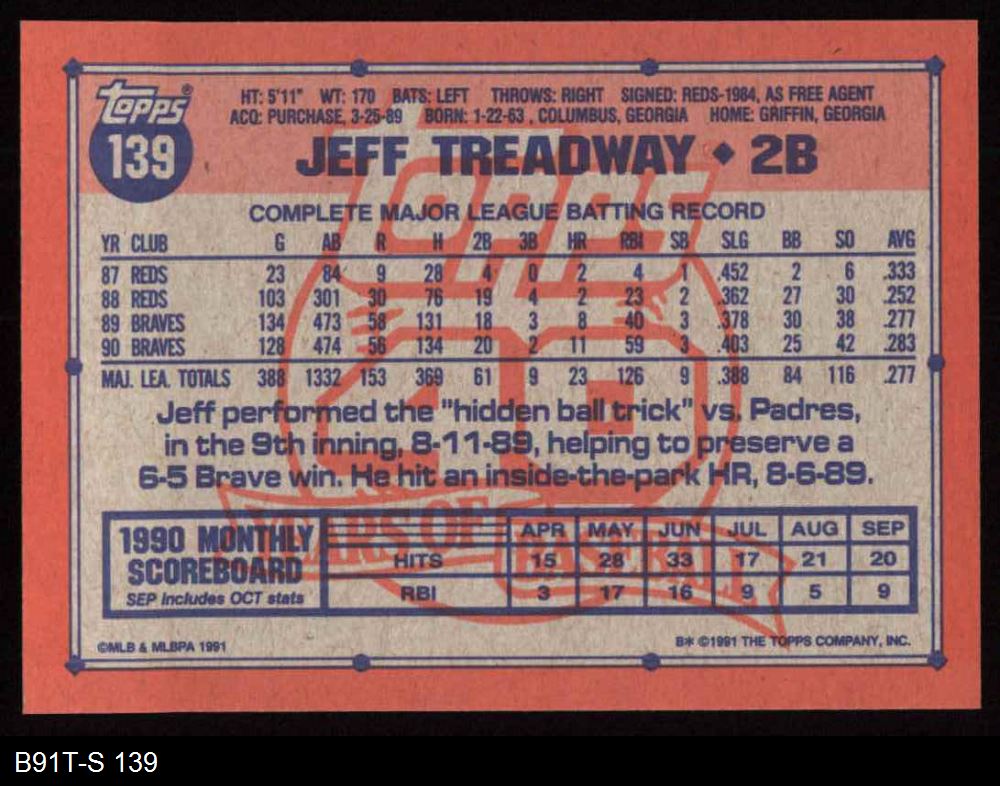 Topps®
139
HT: 5'11" WT: 170 BATS: LEFT THROWS: RIGHT SIGNED: REDS-1984, AS FREE AGENT
ACQ: PURCHASE, 3-25-89 BORN: 1-22-63, COLUMBUS, GEORGIA HOME: GRIFFIN, GEORGIA
JEFF TREADWAY ♦ 2B
COMPLETE MAJOR LEAGUE BATTING RECORD
YR CLUB G AB R H 2B 3B HR RBI SB SLG BB SO AVG
87 REDS 23 84 9 28 4 0 2 4 1 .452 2 6 .333
88 REDS 103 301 30 76 19 4 2 23 2 .362 27 30 .252
89 BRAVES 134 473 58 131 18 3 8 40 3 .378 30 38 .277
90 BRAVES 128 474 56 134 20 2 11 59 3 .403 25 42 .283
MAJ. LEA. TOTALS 388 1332 153 369 61 9 23 126 9 .388 84 116 .277
Jeff performed the "hidden ball trick" vs. Padres,
in the 9th inning, 8-11-89, helping to preserve a
6-5 Brave win. He hit an inside-the-park HR, 8-6-89.
Topps
40
YEARS OF BASEBALL
1990 MONTHLY
SCOREBOARD
SEP includes OCT stats
APR MAY JUN JUL AUG SEP
HITS 15 28 33 17 21 20
RBI 3 17 16 9 5 9
©MLB & MLBPA 1991
B* ©1991 THE TOPPS COMPANY, INC.
B91T-S 139